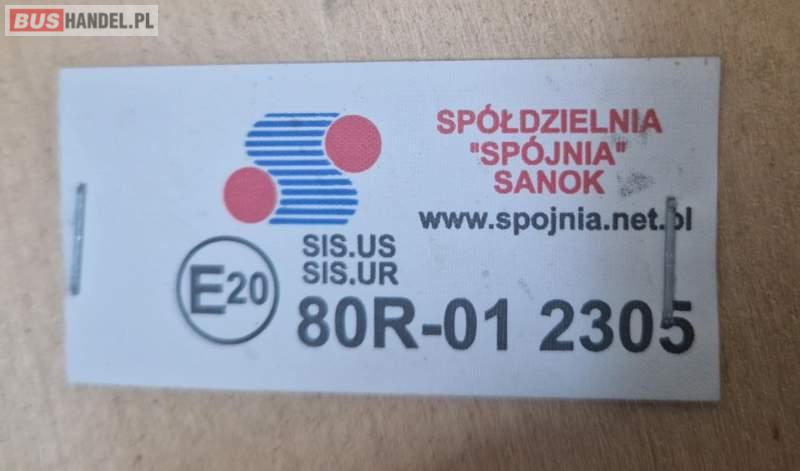 BUSHANDEL.PL
SPÓŁDZIELNIA
"SPÓJNIA"
SANOK
www.spojnia.net.pl
SIS.US
SIS.UR
E20
80R-01 2305